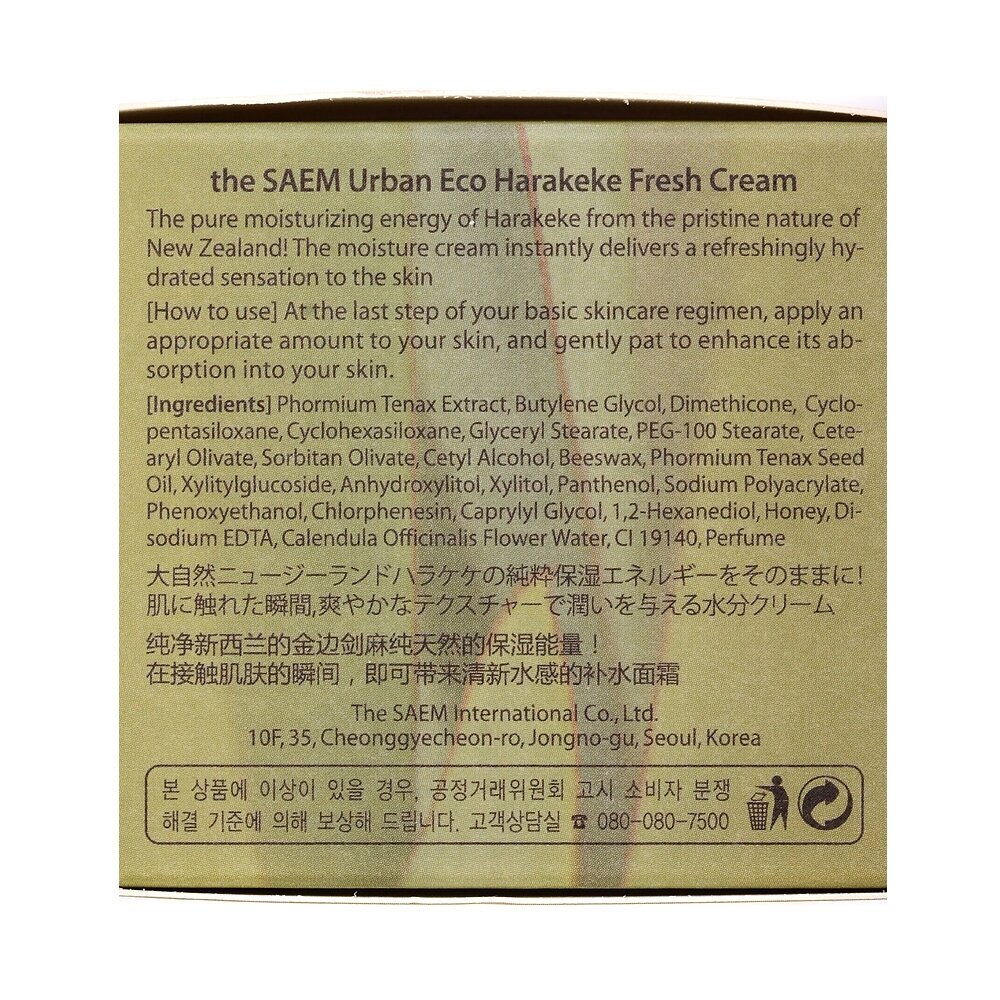 the SAEM Urban Eco Harakeke Fresh Cream
The pure moisturizing energy of Harakeke from the pristine nature of
New Zealand! The moisture cream instantly delivers a refreshingly hy-
drated sensation to the skin
[How to use] At the last step of your basic skincare regimen, apply an
appropriate amount to your skin, and gently pat to enhance its ab-
sorption into your skin.
[Ingredients] Phormium Tenax Extract, Butylene Glycol, Dimethicone, Cyclo-
pentasiloxane, Cyclohexasiloxane, Glyceryl Stearate, PEG-100 Stearate, Cete-
aryl Olivate, Sorbitan Olivate, Cetyl Alcohol, Beeswax, Phormium Tenax Seed
Oil, Xylitylglucoside, Anhydroxylitol, Xylitol, Panthenol, Sodium Polyacrylate,
Phenoxyethanol, Chlorphenesin, Caprylyl Glycol, 1,2-Hexanediol, Honey, Di-
sodium EDTA, Calendula Officinalis Flower Water, CI 19140, Perfume
大自然ニュージーランドハラケケの純粋保湿エネルギーをそのままに!
肌に触れた瞬間,爽やかなテクスチャーで潤いを与える水分クリーム
纯净新西兰的金边剑麻纯天然的保湿能量！
在接触肌肤的瞬间，即可带来清新水感的补水面霜
The SAEM International Co., Ltd.
10F, 35, Cheonggyecheon-ro, Jongno-gu, Seoul, Korea
본 상품에 이상이 있을 경우, 공정거래위원회 고시 소비자 분쟁
해결 기준에 의해 보상해 드립니다. 고객상담실 ☎ 080-080-7500